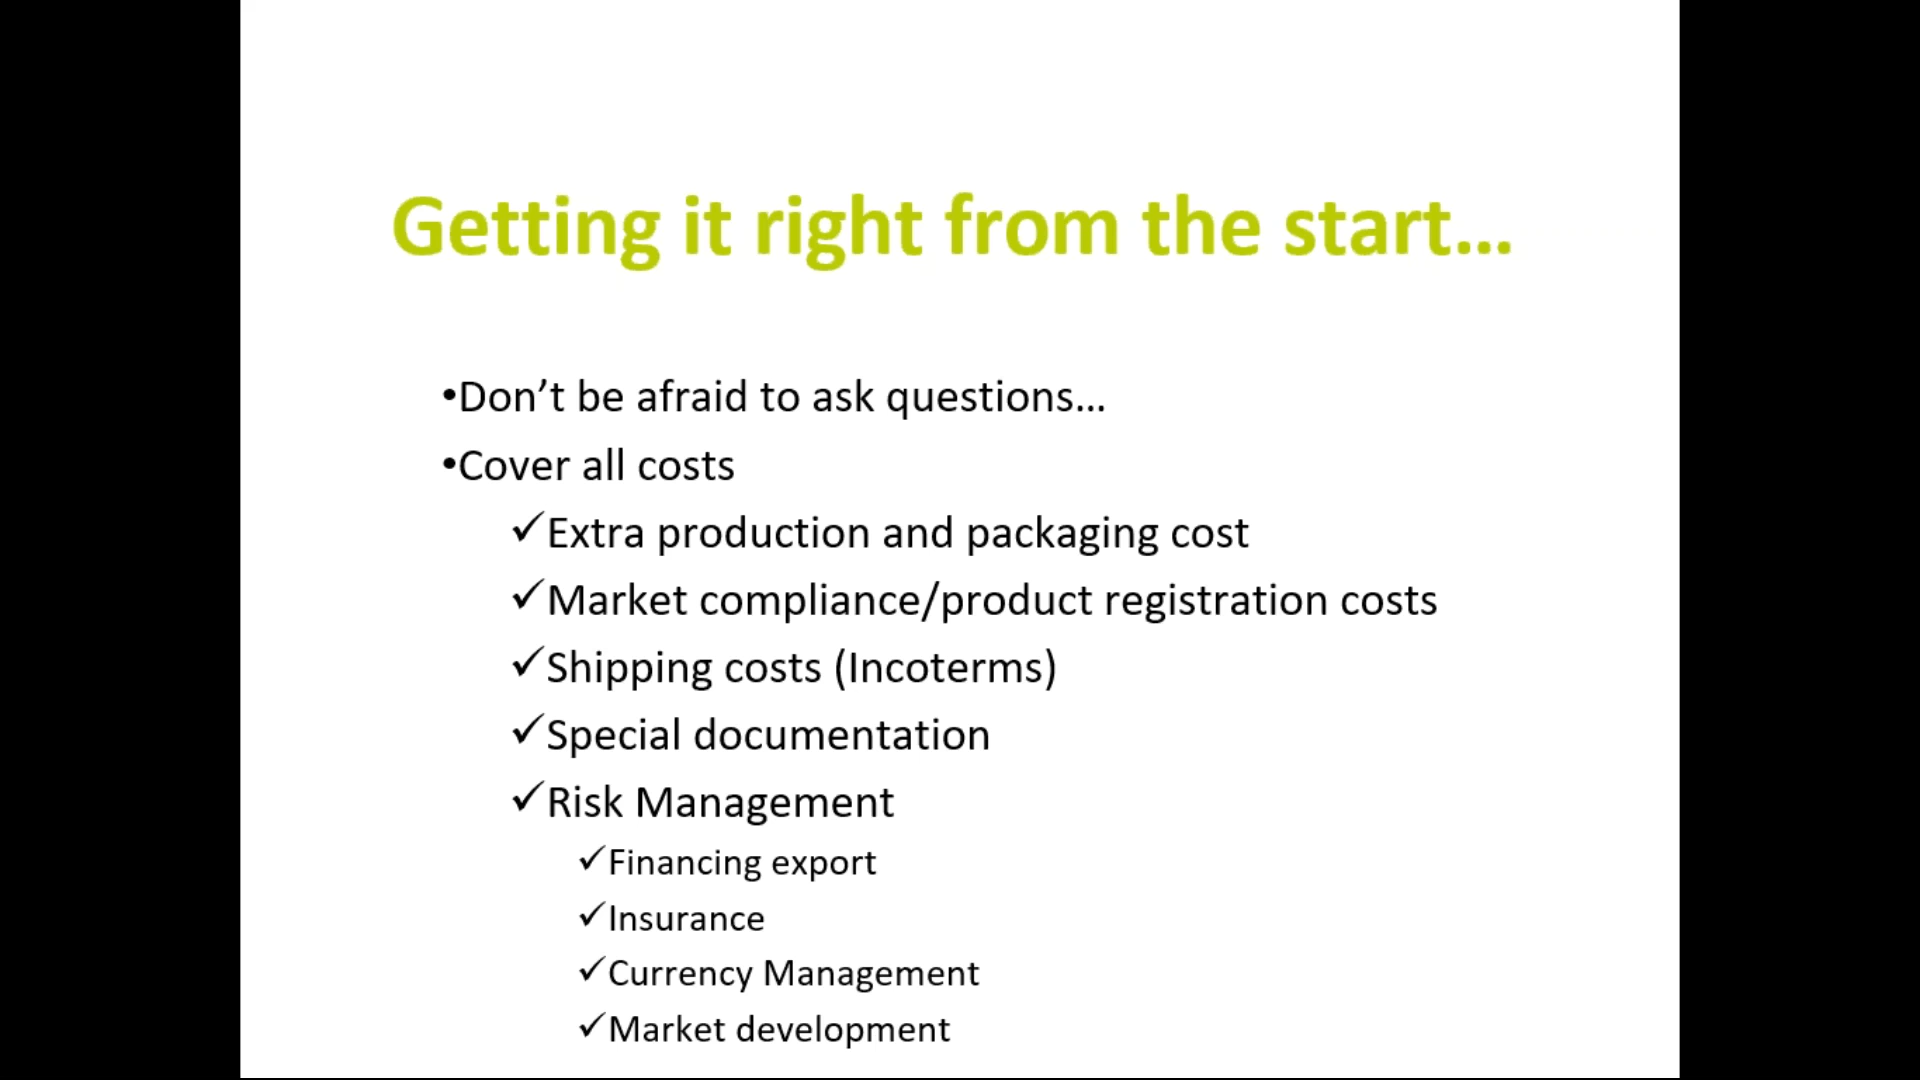 Getting it right from the start...
•Don’t be afraid to ask questions...
•Cover all costs
✓Extra production and packaging cost
✓Market compliance/product registration costs
✓Shipping costs (Incoterms)
✓Special documentation
✓Risk Management
✓Financing export
✓Insurance
✓Currency Management
✓Market development